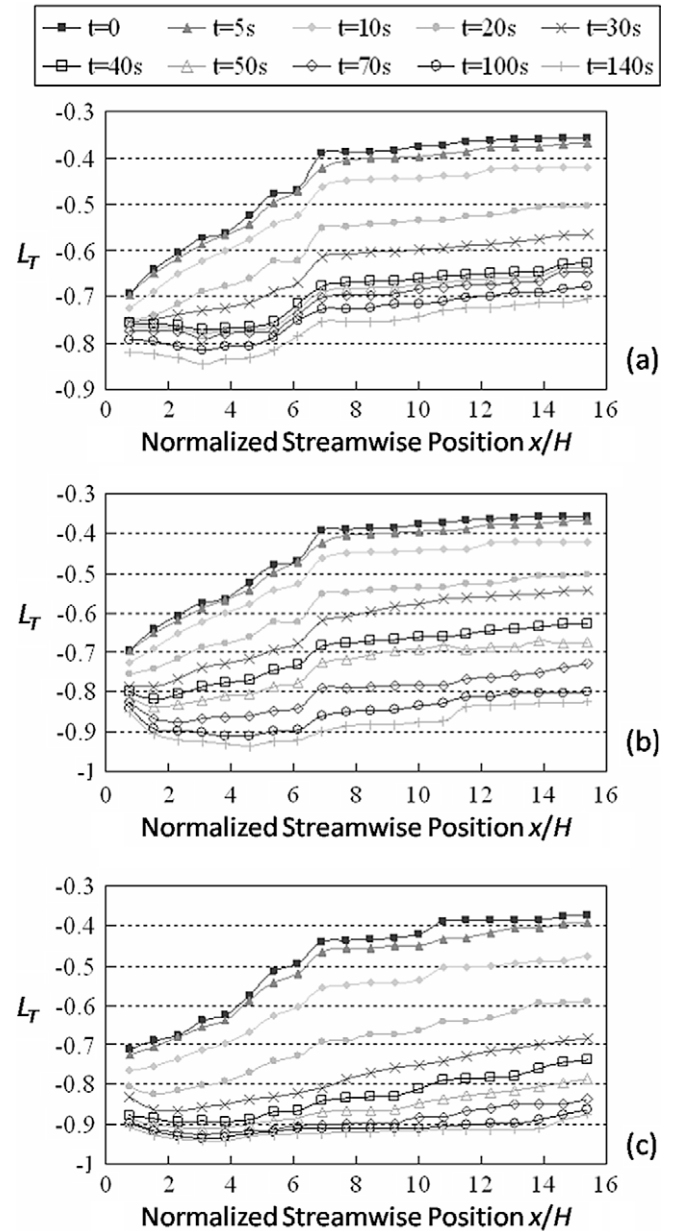 t=0 t=5s t=10s t=20s t=30s
t=40s t=50s t=70s t=100s t=140s
-0.3
-0.4
-0.5
-0.6
-0.7
-0.8
-0.9
L_T
0 2 4 6 8 10 12 14 16
Normalized Streamwise Position x/H
(a)
-0.3
-0.4
-0.5
-0.6
-0.7
-0.8
-0.9
-1
L_T
0 2 4 6 8 10 12 14 16
Normalized Streamwise Position x/H
(b)
-0.3
-0.4
-0.5
-0.6
-0.7
-0.8
-0.9
-1
L_T
0 2 4 6 8 10 12 14 16
Normalized Streamwise Position x/H
(c)